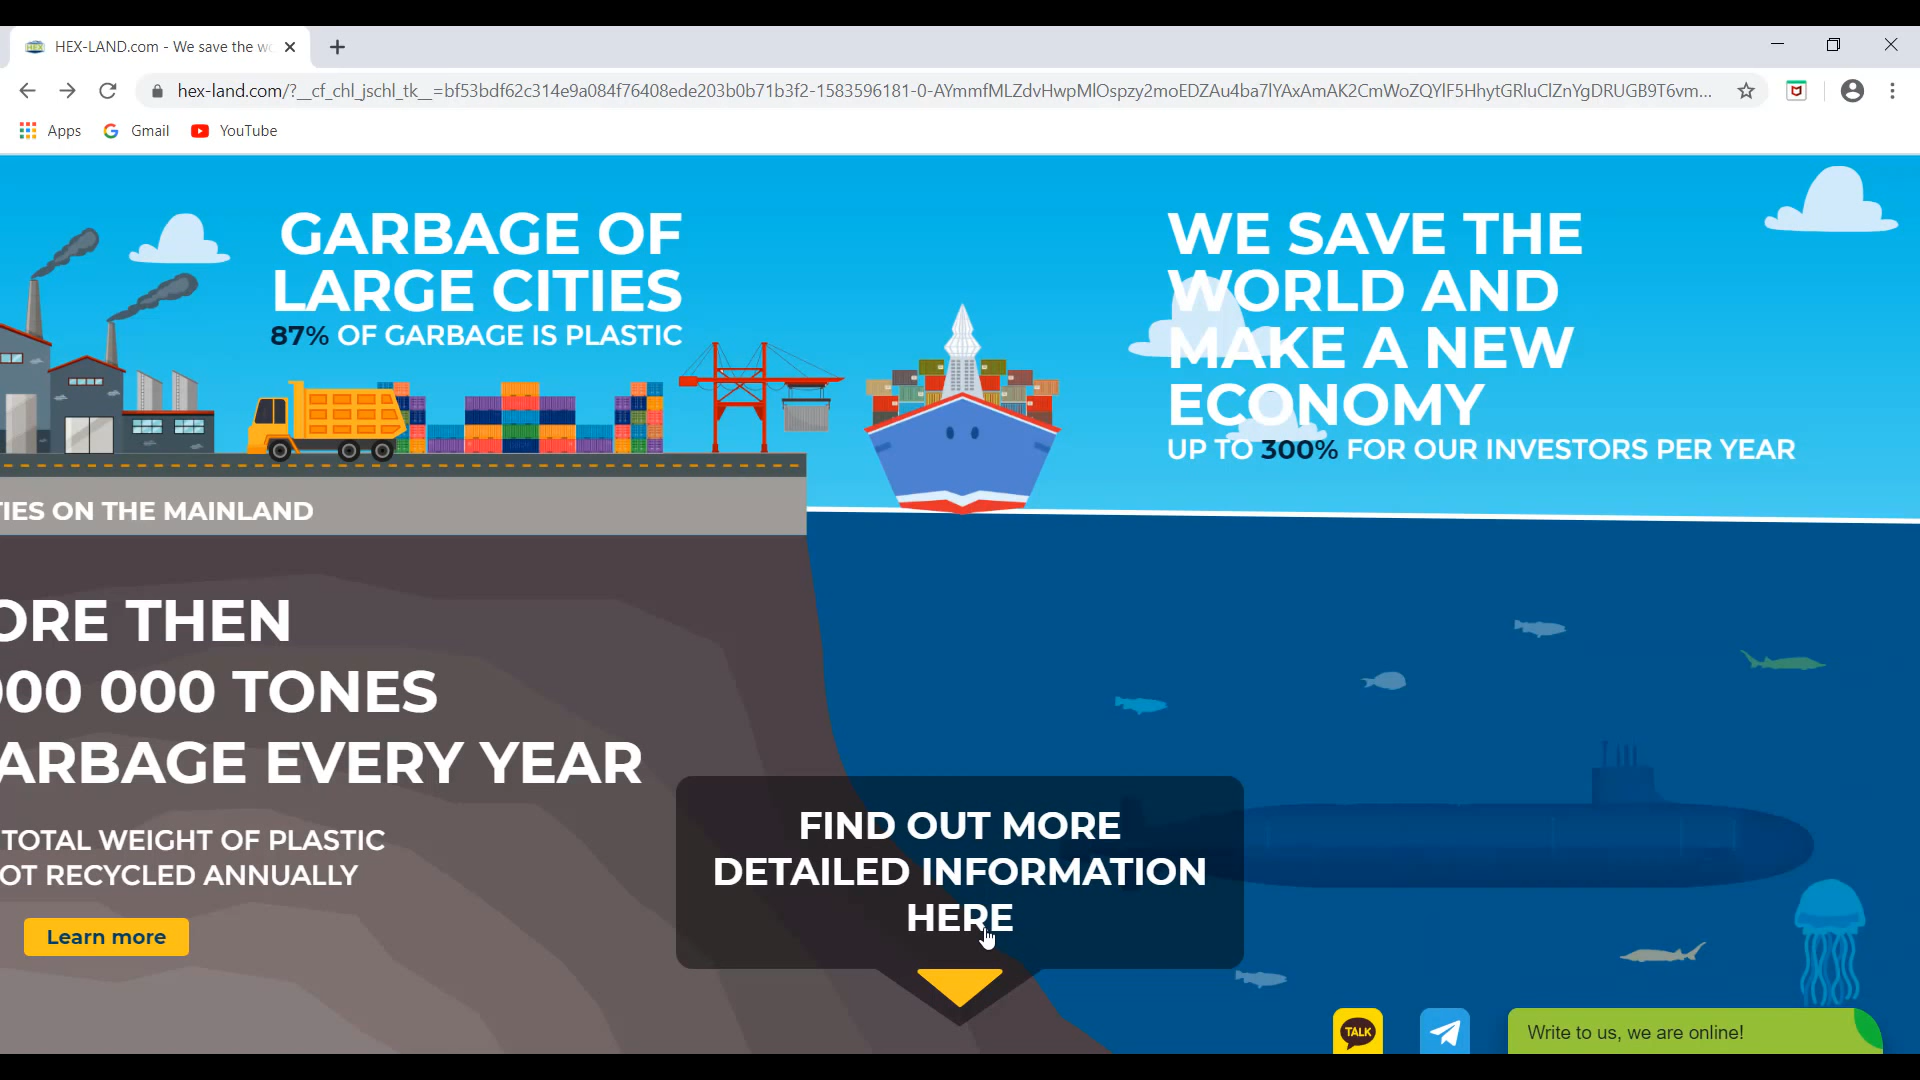 HEX-LAND.com - We save the wo
hex-land.com/?__cf_chl_jschl_tk__=bf53bdf62c314e9a084f76408ede203b0b71b3f2-1583596181-0-AYmmfMLZdvHwpMlOspzy2moEDZAu4ba7lYAxAmAK2CmWoZQYlF5HhytGRluClZnYgDRUGB9T6vm...
Apps Gmail YouTube
GARBAGE OF
LARGE CITIES
87% OF GARBAGE IS PLASTIC
WE SAVE THE
WORLD AND
MAKE A NEW
ECONOMY
UP TO 300% FOR OUR INVESTORS PER YEAR
TIES ON THE MAINLAND
ORE THEN
000 000 TONES
ARBAGE EVERY YEAR
TOTAL WEIGHT OF PLASTIC
OT RECYCLED ANNUALLY
Learn more
FIND OUT MORE
DETAILED INFORMATION
HERE
TALK
Write to us, we are online!